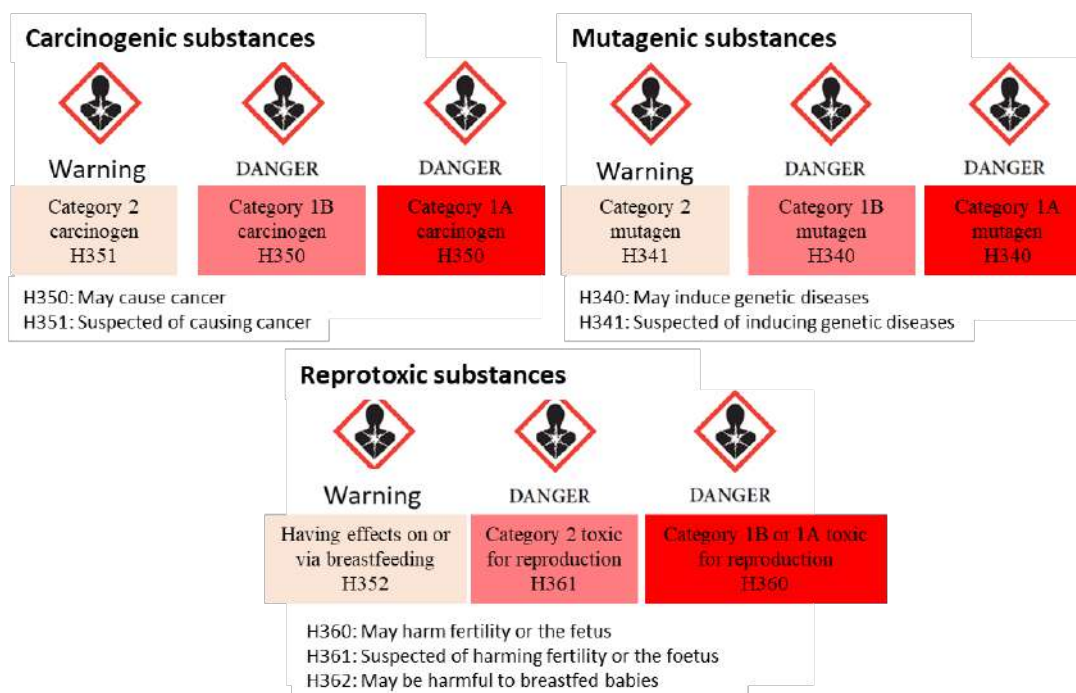 Carcinogenic substances
Warning
DANGER
DANGER
Category 2
carcinogen
H351
Category 1B
carcinogen
H350
Category 1A
carcinogen
H350
H350: May cause cancer
H351: Suspected of causing cancer
Mutagenic substances
Warning
DANGER
DANGER
Category 2
mutagen
H341
Category 1B
mutagen
H340
Category 1A
mutagen
H340
H340: May induce genetic diseases
H341: Suspected of inducing genetic diseases
Reprotoxic substances
Warning
DANGER
DANGER
Having effects on or
via breastfeeding
H352
Category 2 toxic
for reproduction
H361
Category 1B or 1A toxic
for reproduction
H360
H360: May harm fertility or the fetus
H361: Suspected of harming fertility or the foetus
H362: May be harmful to breastfed babies